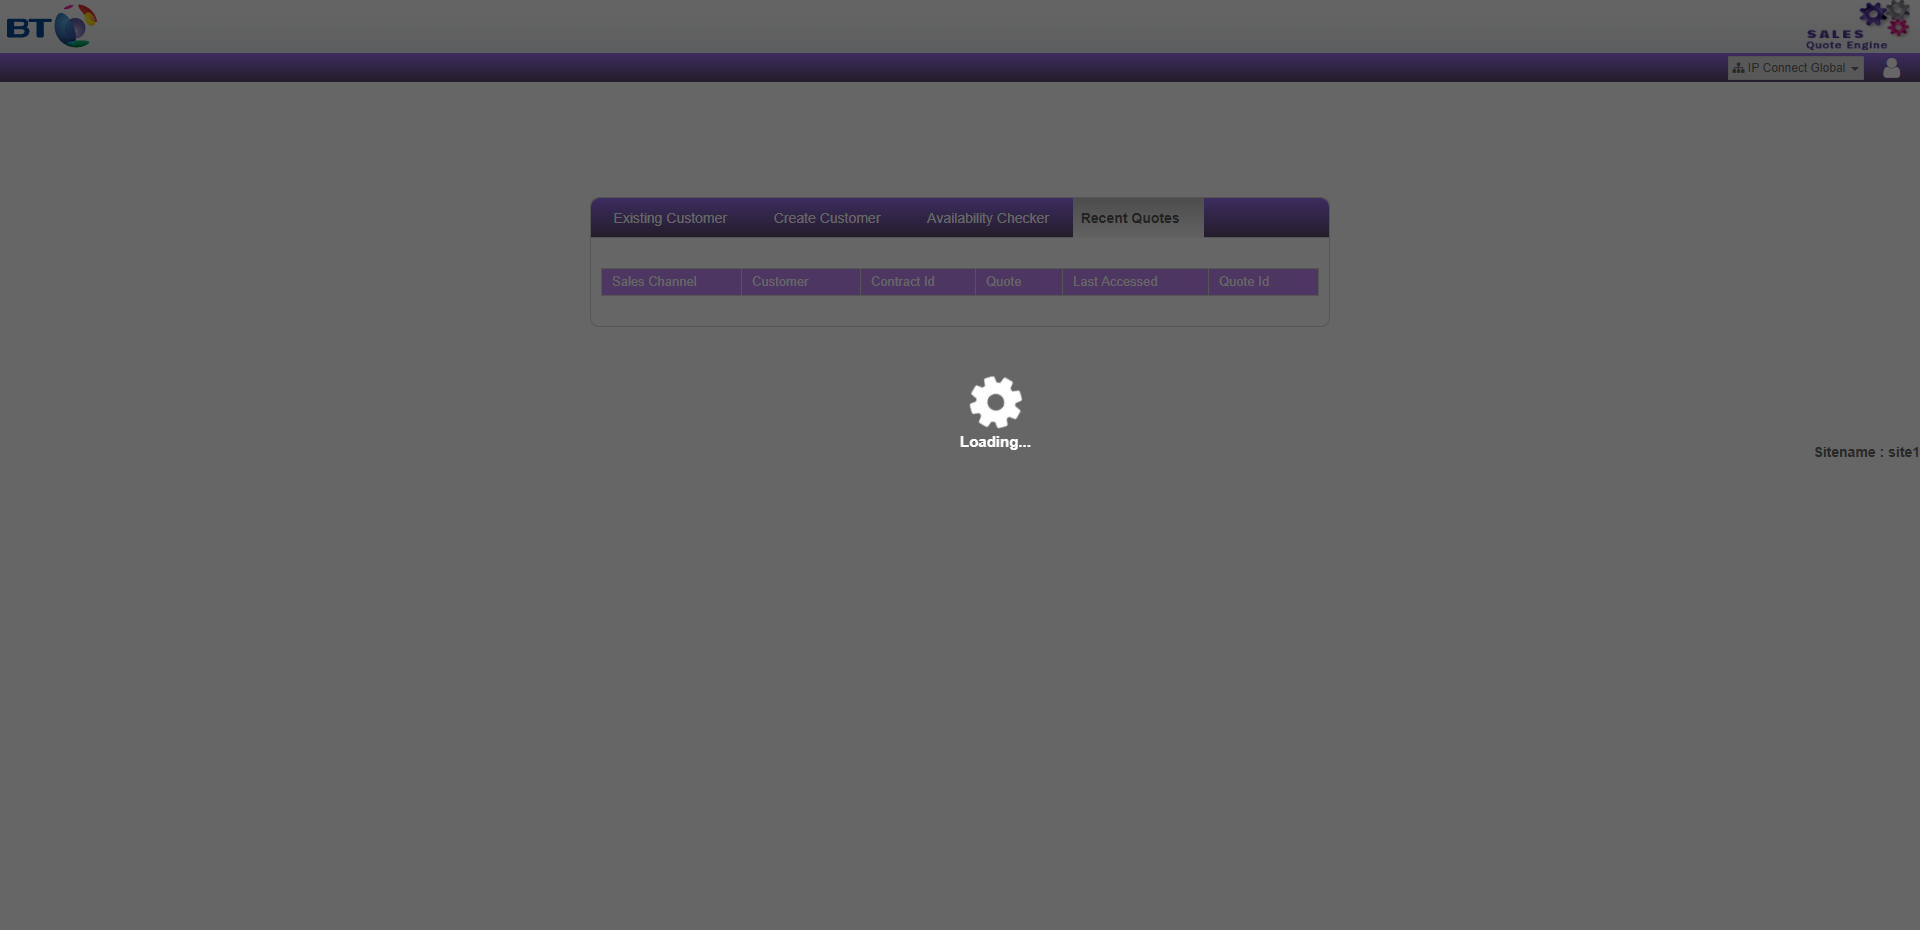 BT
SALES
Quote Engine
IP Connect Global
Existing Customer
Create Customer
Availability Checker
Recent Quotes
Sales Channel
Customer
Contract Id
Quote
Last Accessed
Quote Id
Loading...
Sitename : site1